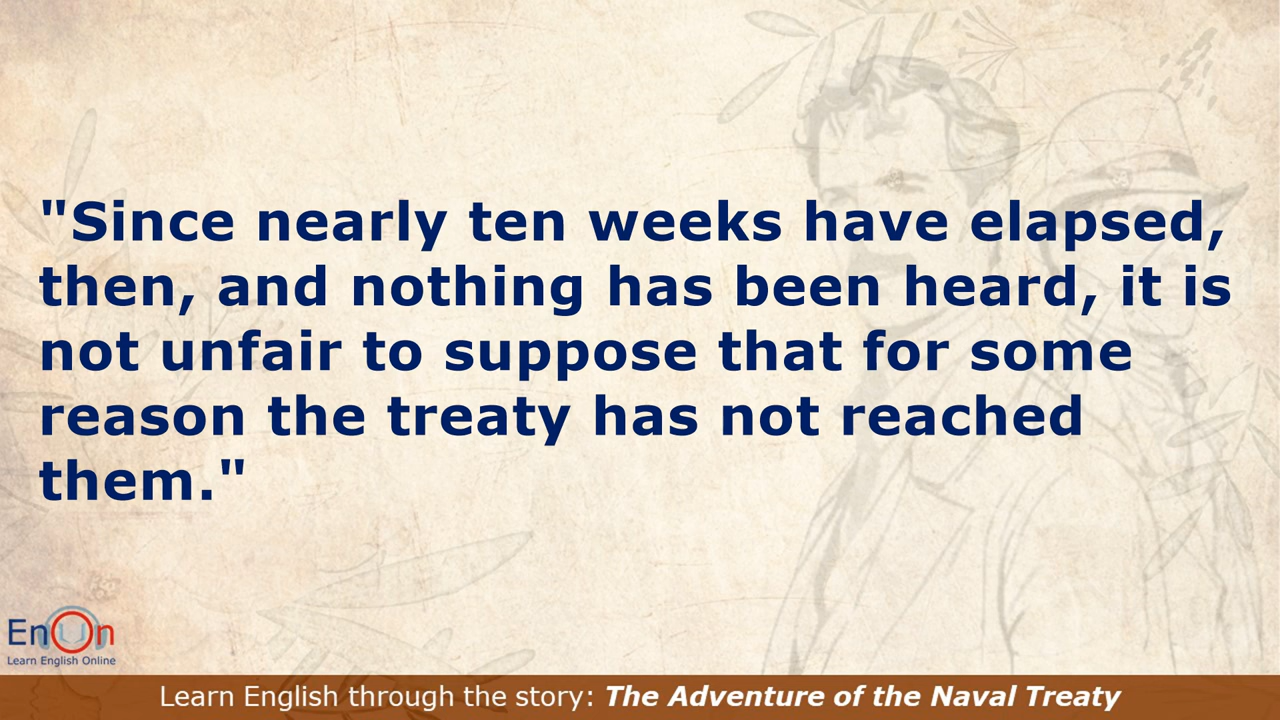 "Since nearly ten weeks have elapsed,
then, and nothing has been heard, it is
not unfair to suppose that for some
reason the treaty has not reached
them."
EnOn
Learn English Online
Learn English through the story: The Adventure of the Naval Treaty